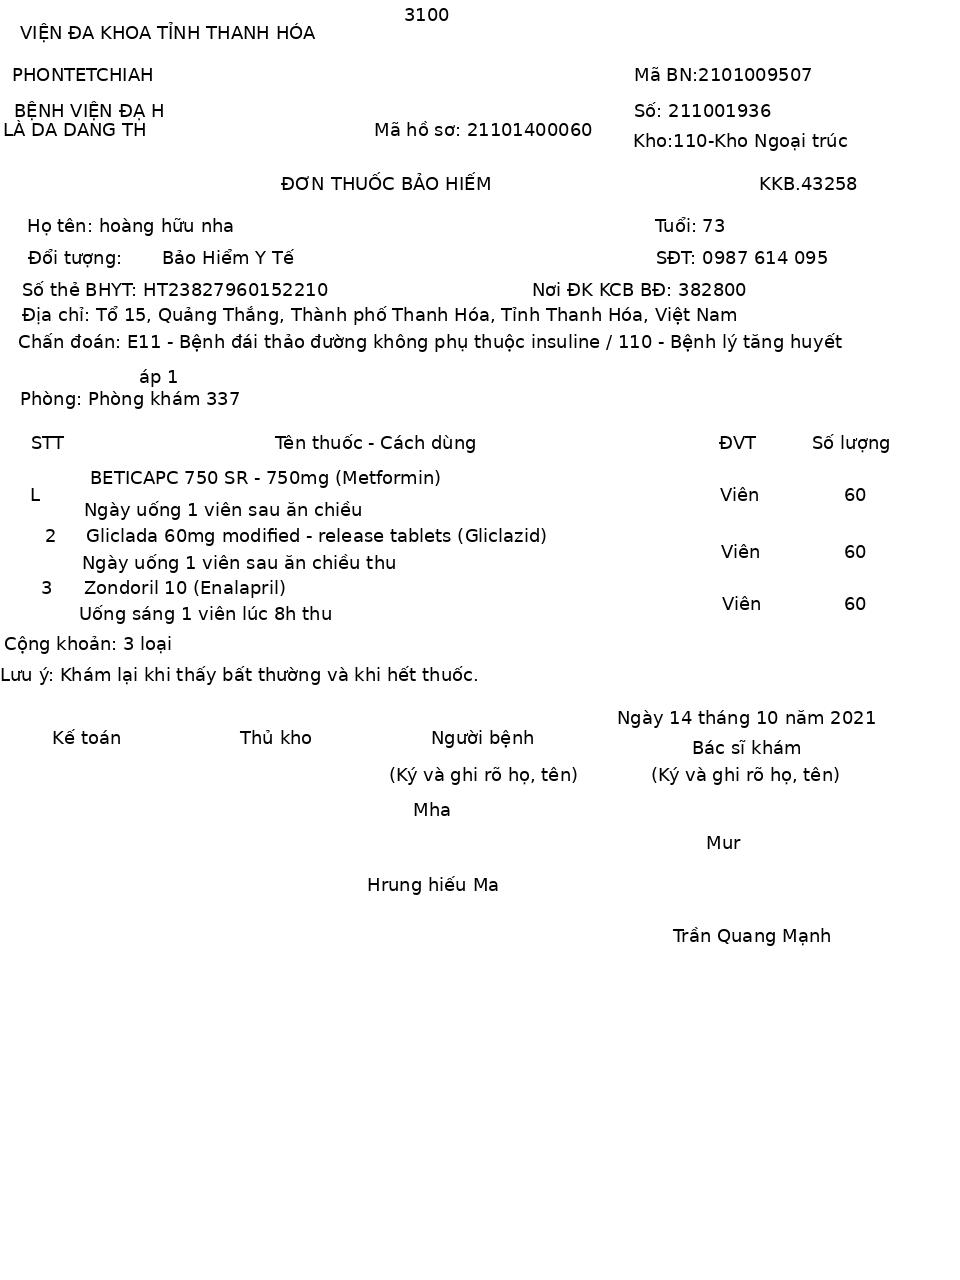 3100
VIỆN ĐA KHOA TỈNH THANH HÓA
PHONTETCHIAH
Mã BN:2101009507
BỆNH VIỆN ĐẠ H
Số: 211001936
LÀ DA DANG TH
Mã hồ sơ: 21101400060
Kho:110-Kho Ngoại trúc
ĐƠN THUỐC BẢO HIẾM
KKB.43258
Họ tên: hoàng hữu nha
Tuổi: 73
Đổi tượng: Bảo Hiểm Y Tế
SĐT: 0987 614 095
Số thẻ BHYT: HT23827960152210
Nơi ĐK KCB BĐ: 382800
Địa chỉ: Tổ 15, Quảng Thắng, Thành phố Thanh Hóa, Tỉnh Thanh Hóa, Việt Nam
Chấn đoán: E11 - Bệnh đái thảo đường không phụ thuộc insuline / 110 - Bệnh lý tăng huyết
áp 1
Phòng: Phòng khám 337
STT Tên thuốc - Cách dùng ĐVT Số lượng
BETICAPC 750 SR - 750mg (Metformin)
L Viên 60
Ngày uống 1 viên sau ăn chiều
2 Gliclada 60mg modified - release tablets (Gliclazid)
Viên 60
Ngày uống 1 viên sau ăn chiều thu
3 Zondoril 10 (Enalapril)
Viên 60
Uống sáng 1 viên lúc 8h thu
Cộng khoản: 3 loại
Lưu ý: Khám lại khi thấy bất thường và khi hết thuốc.
Ngày 14 tháng 10 năm 2021
Kế toán Thủ kho Người bệnh
Bác sĩ khám
(Ký và ghi rõ họ, tên) (Ký và ghi rõ họ, tên)
Mha
Mur
Hrung hiếu Ma
Trần Quang Mạnh